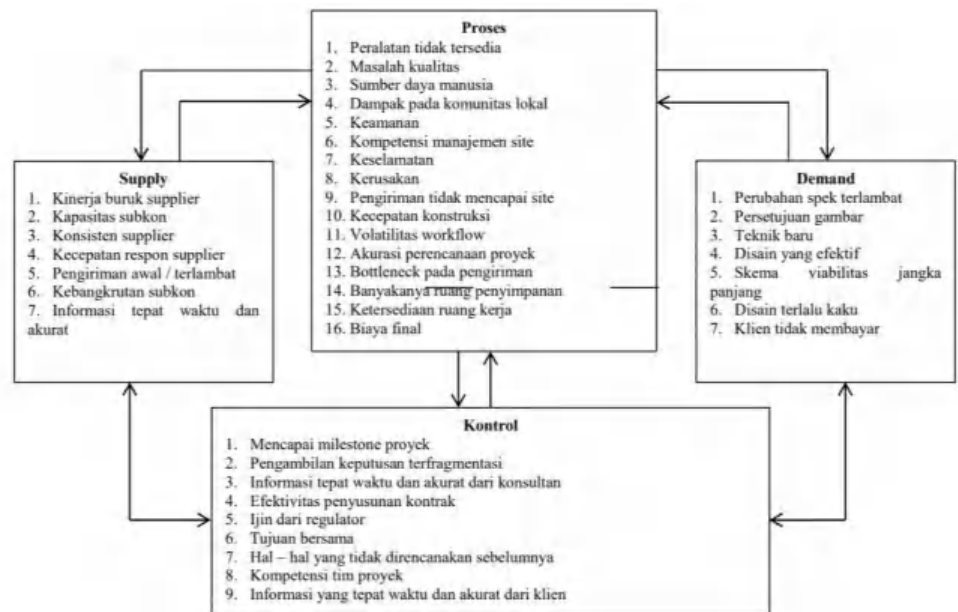 Proses
1. Peralatan tidak tersedia
2. Masalah kualitas
3. Sumber daya manusia
4. Dampak pada komunitas lokal
5. Keamanan
6. Kompetensi manajemen site
7. Keselamatan
8. Kerusakan
9. Pengiriman tidak mencapai site
10. Kecepatan konstruksi
11. Volatilitas workflow
12. Akurasi perencanaan proyek
13. Bottleneck pada pengiriman
14. Banyakanya ruang penyimpanan
15. Ketersediaan ruang kerja
16. Biaya final
Supply
1. Kinerja buruk supplier
2. Kapasitas subkon
3. Konsisten supplier
4. Kecepatan respon supplier
5. Pengiriman awal / terlambat
6. Kebangkrutan subkon
7. Informasi tepat waktu dan
akurat
Demand
1. Perubahan spek terlambat
2. Persetujuan gambar
3. Teknik baru
4. Disain yang efektif
5. Skema viabilitas jangka
panjang
6. Disain terlalu kaku
7. Klien tidak membayar
Kontrol
1. Mencapai milestone proyek
2. Pengambilan keputusan terfragmentasi
3. Informasi tepat waktu dan akurat dari konsultan
4. Efektivitas penyusunan kontrak
5. Ijin dari regulator
6. Tujuan bersama
7. Hal – hal yang tidak direncanakan sebelumnya
8. Kompetensi tim proyek
9. Informasi yang tepat waktu dan akurat dari klien